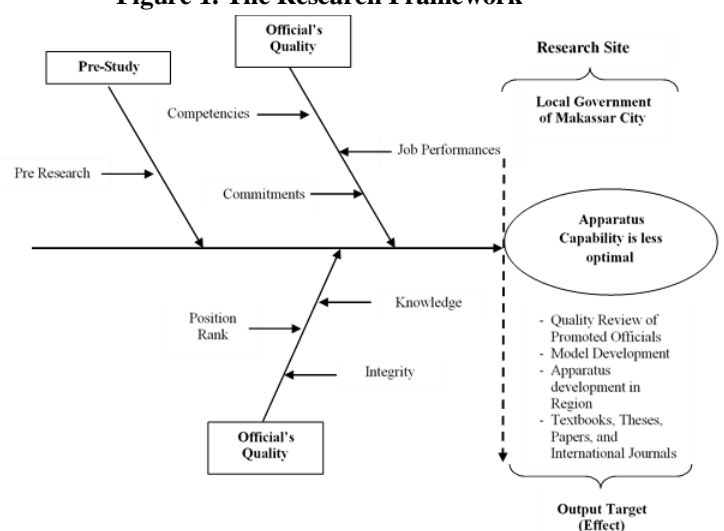 Figure 1. The Research Framework
Official's
Quality
Pre-Study
Research Site
Local Government
of Makassar City
Competencies
Job Performances
Pre Research
Commitments
Apparatus
Capability is less
optimal
Knowledge
Position
Rank
Integrity
- Quality Review of
Promoted Officials
- Model Development
- Apparatus
development in
Region
- Textbooks, Theses,
Papers, and
International Journals
Official's
Quality
Output Target
(Effect)